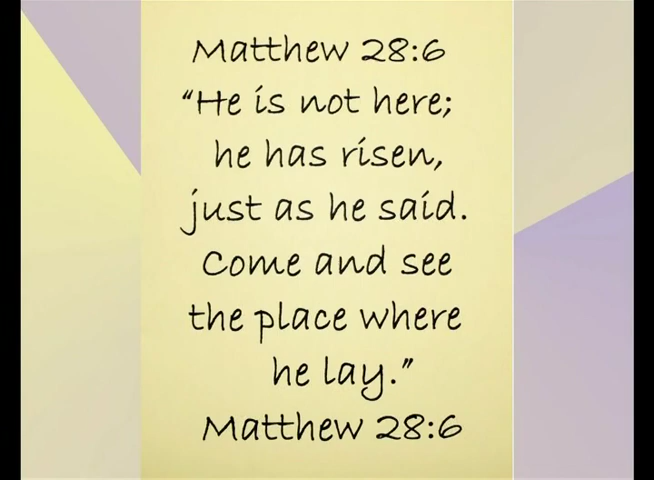 Matthew 28:6
“He is not here;
he has risen,
just as he said.
Come and see
the place where
he lay.”
Matthew 28:6